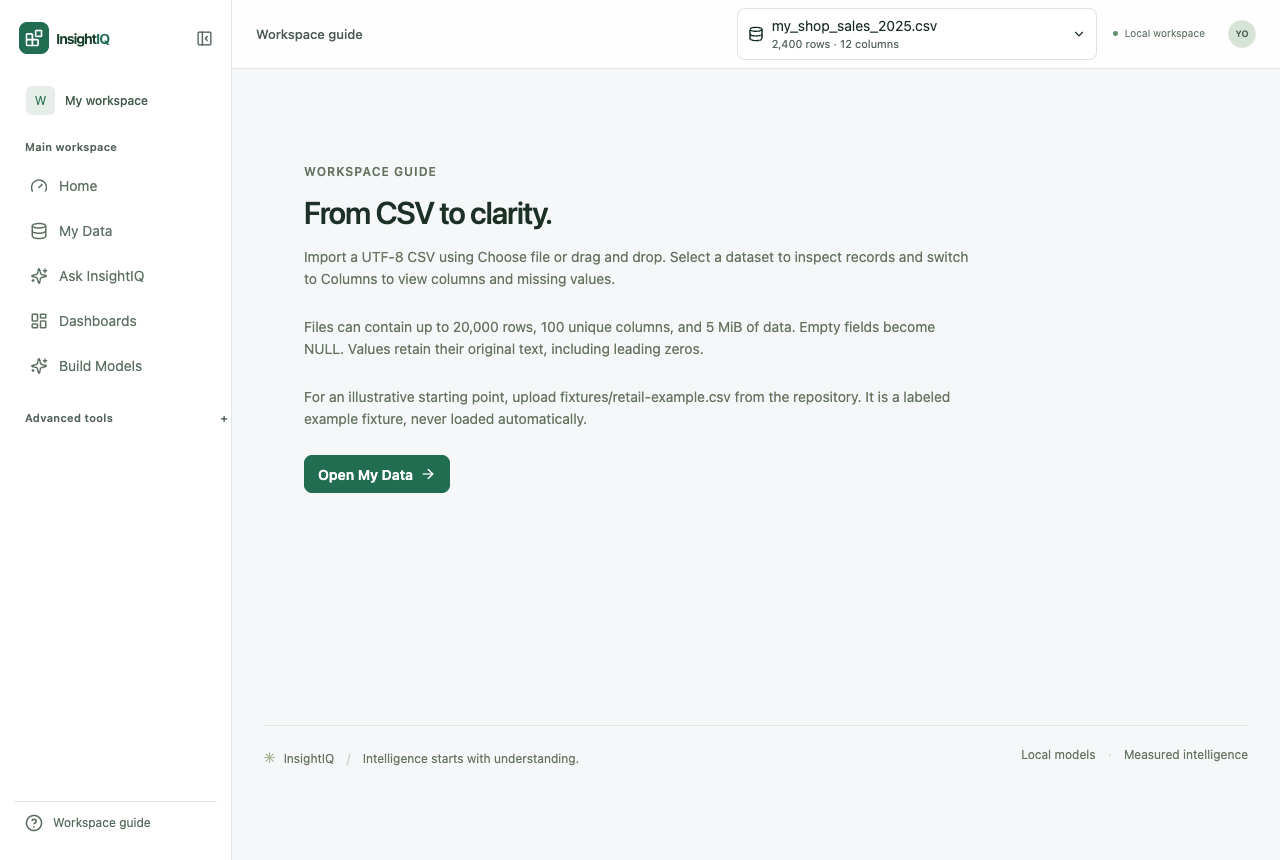 InsightIQ
W My workspace
Main workspace
Home
My Data
Ask InsightIQ
Dashboards
Build Models
Advanced tools +
Workspace guide
Workspace guide
my_shop_sales_2025.csv
2,400 rows · 12 columns
Local workspace
YO
WORKSPACE GUIDE
From CSV to clarity.
Import a UTF-8 CSV using Choose file or drag and drop. Select a dataset to inspect records and switch
to Columns to view columns and missing values.
Files can contain up to 20,000 rows, 100 unique columns, and 5 MiB of data. Empty fields become
NULL. Values retain their original text, including leading zeros.
For an illustrative starting point, upload fixtures/retail-example.csv from the repository. It is a labeled
example fixture, never loaded automatically.
Open My Data →
InsightIQ / Intelligence starts with understanding.
Local models · Measured intelligence